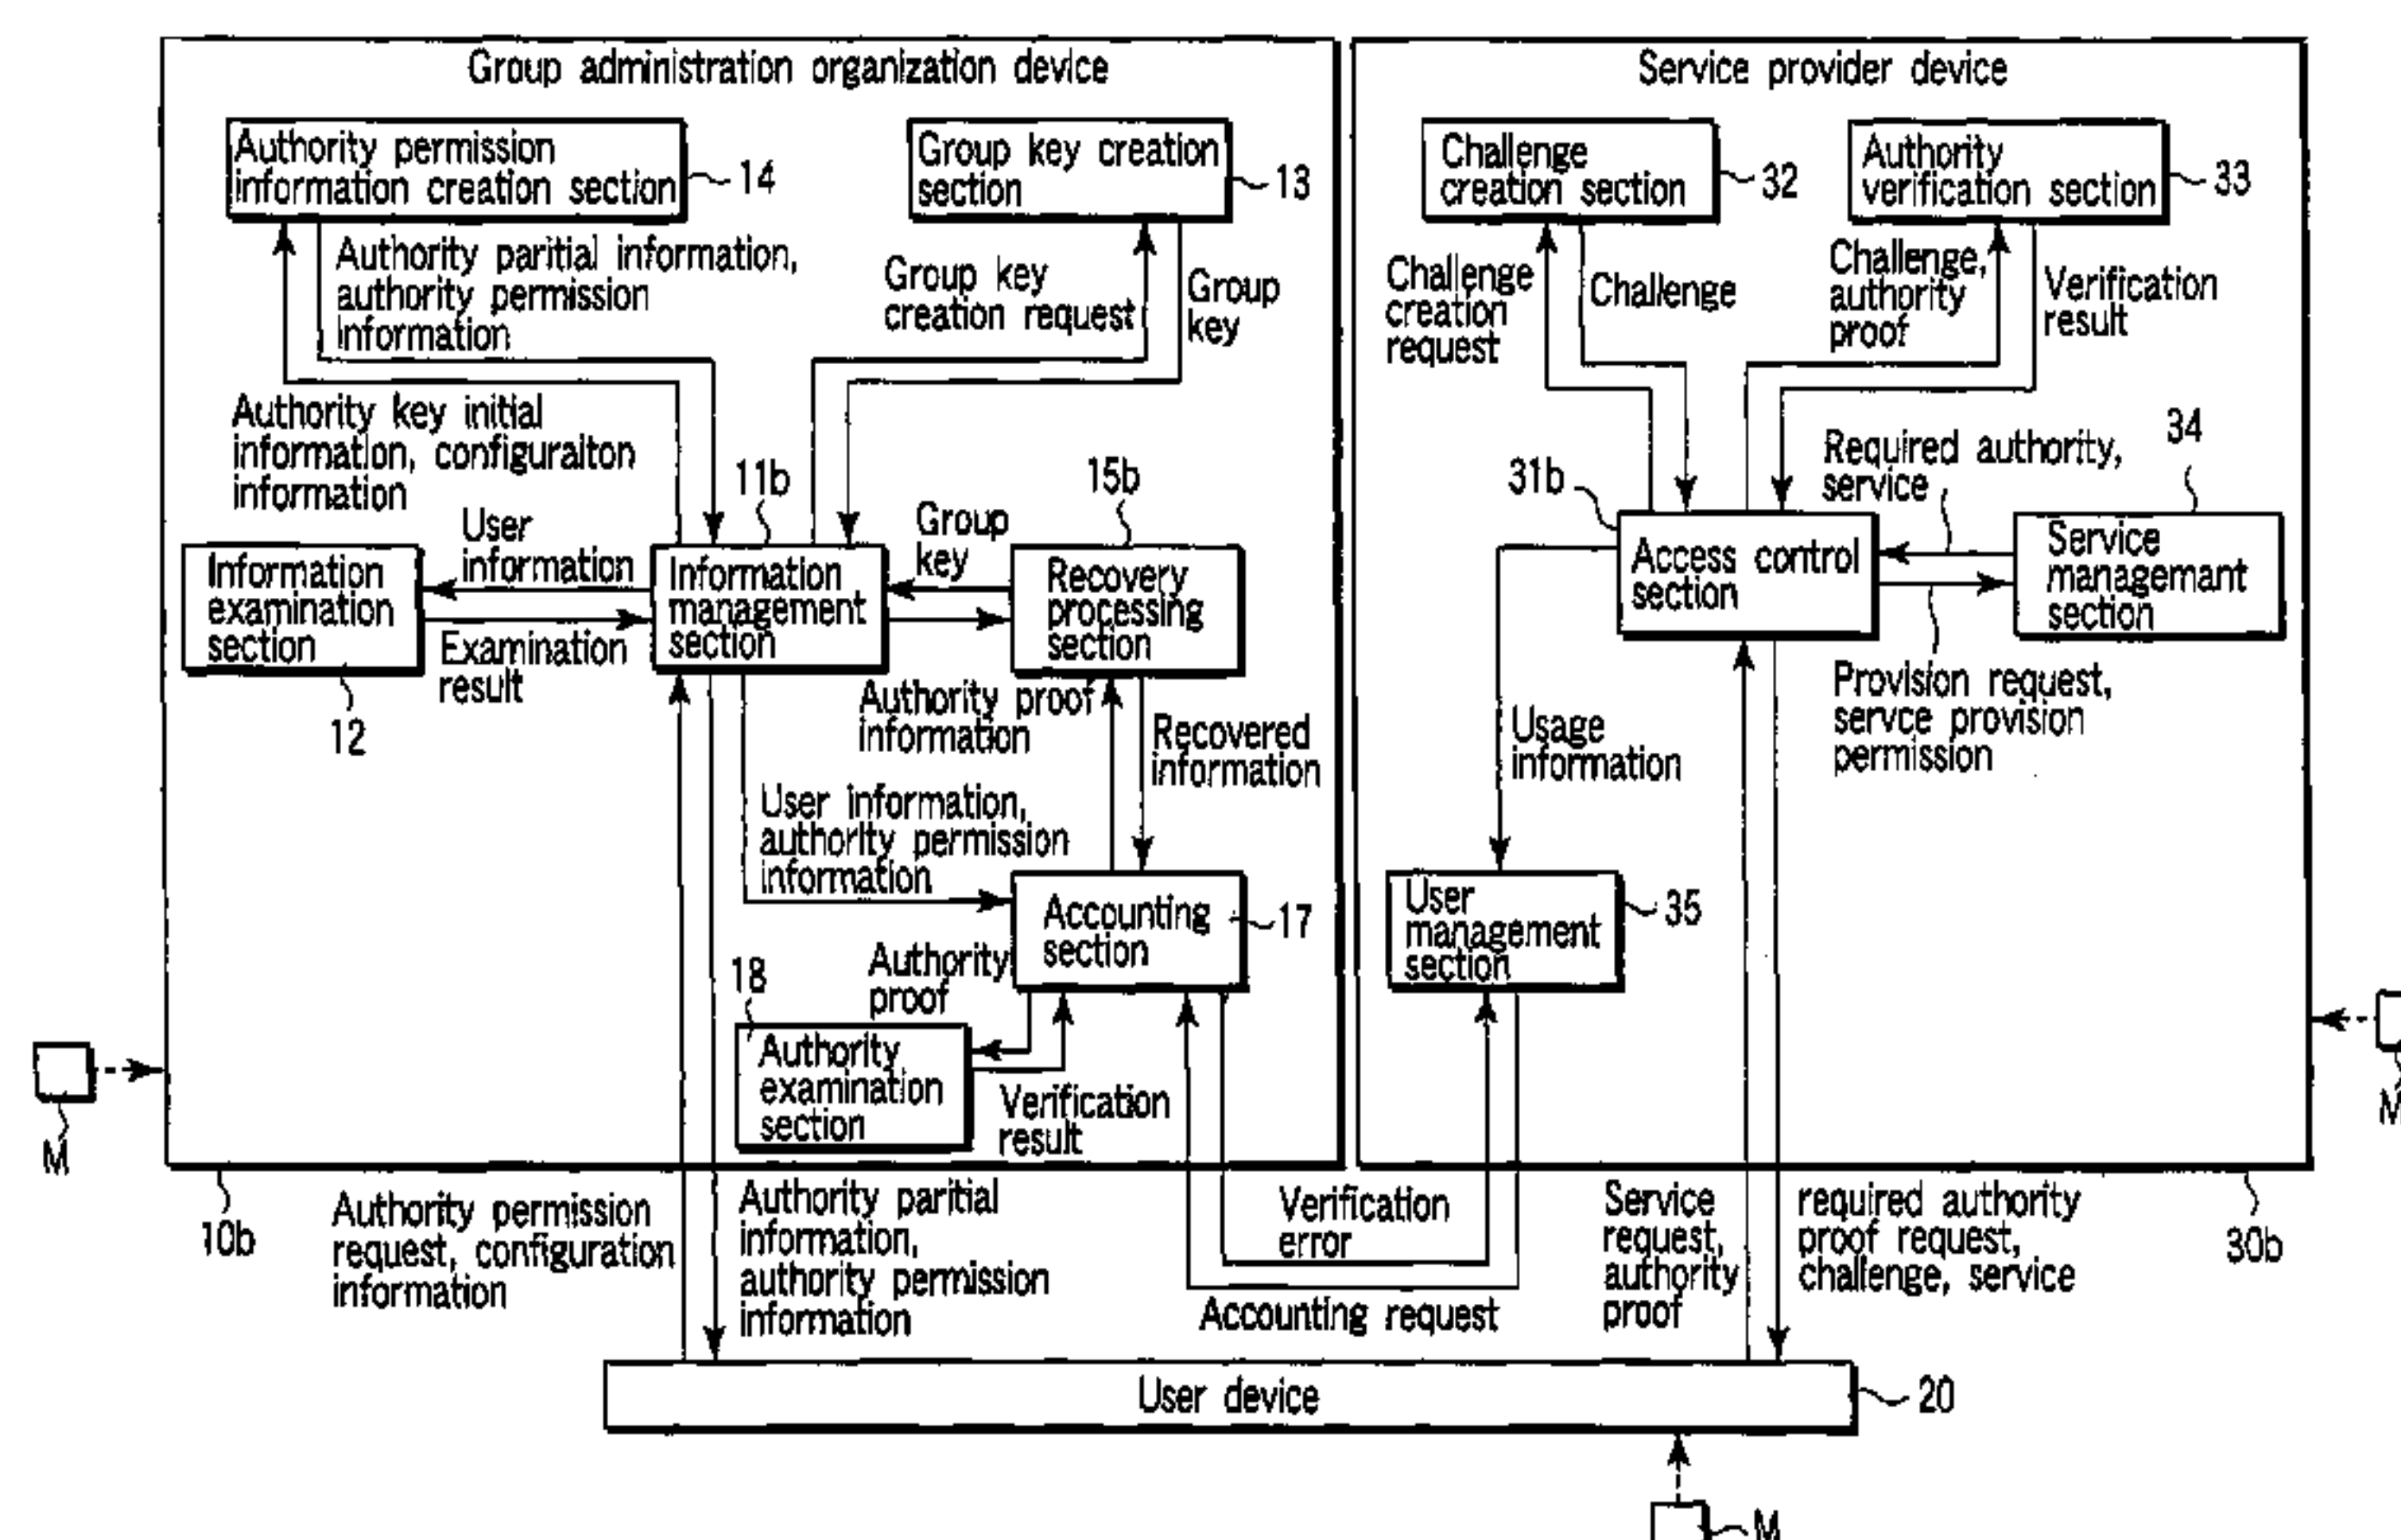 Group administration organization device
Authority permission
information creation section
14
Group key creation
section
13
Authority paritial information,
authority permission
information
Group key
creation request
Group
key
Authority key initial
information, configuraiton
information
11b
15b
User
information
Group
key
Information
examination
section
Information
management
section
Recovery
processing
section
Examination
result
12
Authority proof
information
Recovered
information
User information,
authority permission
information
Accounting
section
17
Authority
proof
18
Authority
examination
section
Verification
result
M
10b
Service provider device
Challenge
creation section
32
Authority
verification section
33
Challenge
creation
request
Challenge
Challenge,
authority
proof
Verification
result
Required authority,
service
34
31b
Access control
section
Service
managemant
section
Provision request,
servce provision
permission
Usage
information
User
management
section
35
M
30b
Authority permission
request, configuration
information
Authority paritial
information,
authority permission
information
Verification
error
Accounting request
Service
request,
authority
proof
required authority
proof request,
challenge, service
User device
20
M